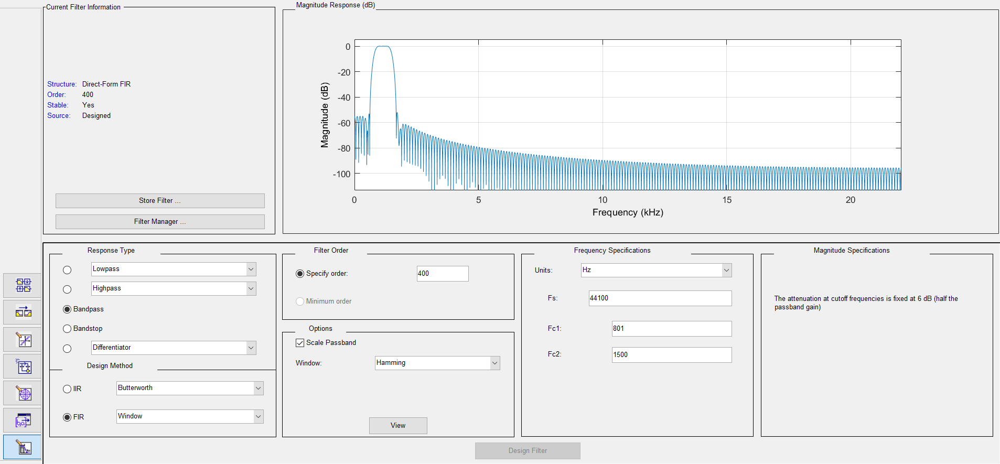 Current Filter Information
Structure: Direct-Form FIR
Order: 400
Stable: Yes
Source: Designed
Store Filter ...
Filter Manager ...
Magnitude Response (dB)
0
-20
-40
-60
-80
-100
Magnitude (dB)
0 5 10 15 20
Frequency (kHz)
Response Type
Lowpass
Highpass
Bandpass
Bandstop
Differentiator
Design Method
IIR Butterworth
FIR Window
Filter Order
Specify order: 400
Minimum order
Options
Scale Passband
Window: Hamming
View
Frequency Specifications
Units: Hz
Fs: 44100
Fc1: 801
Fc2: 1500
Magnitude Specifications
The attenuation at cutoff frequencies is fixed at 6 dB (half the
passband gain)
Design Filter